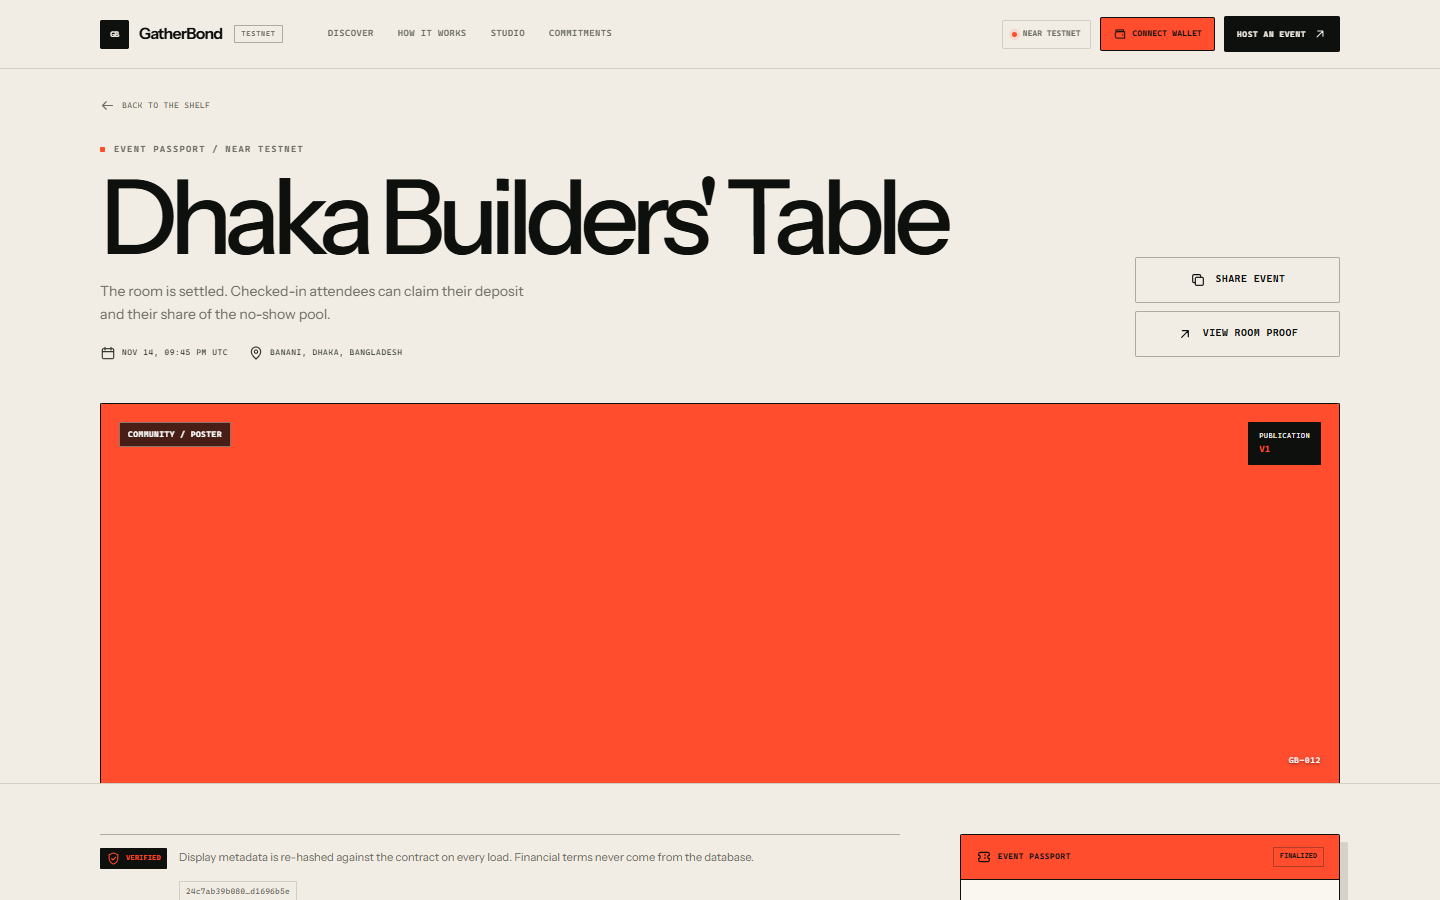 GB
GatherBond
TESTNET
DISCOVER
HOW IT WORKS
STUDIO
COMMITMENTS
NEAR TESTNET
CONNECT WALLET
HOST AN EVENT
BACK TO THE SHELF
EVENT PASSPORT / NEAR TESTNET
Dhaka Builders' Table
The room is settled. Checked-in attendees can claim their deposit
and their share of the no-show pool.
NOV 14, 09:45 PM UTC
BANANI, DHAKA, BANGLADESH
SHARE EVENT
VIEW ROOM PROOF
COMMUNITY / POSTER
PUBLICATION
V1
GB-012
VERIFIED
Display metadata is re-hashed against the contract on every load. Financial terms never come from the database.
24c7ab39b080…d1696b5e
EVENT PASSPORT
FINALIZED